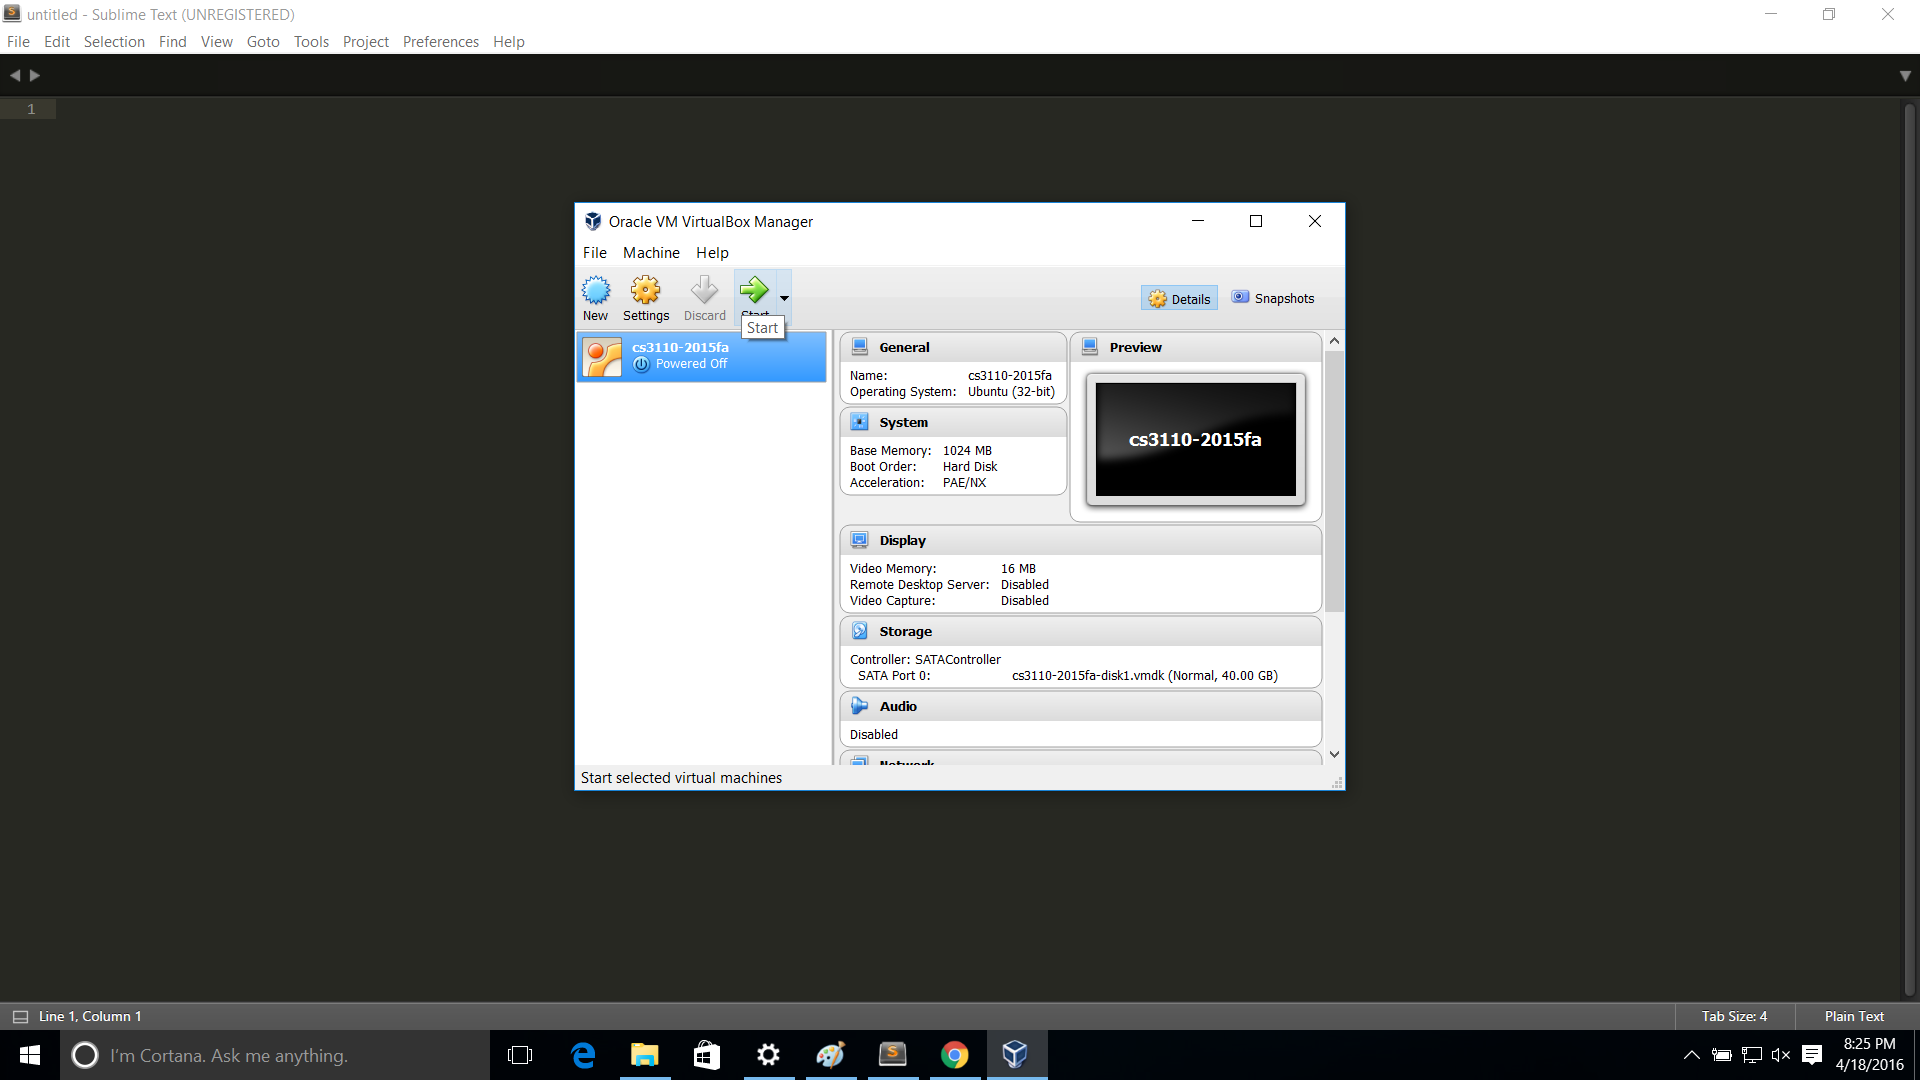 untitled - Sublime Text (UNREGISTERED)
File Edit Selection Find View Goto Tools Project Preferences Help
1
Oracle VM VirtualBox Manager
File Machine Help
New Settings Discard Start
Details Snapshots
Start
cs3110-2015fa
Powered Off
General
Name: cs3110-2015fa
Operating System: Ubuntu (32-bit)
System
Base Memory: 1024 MB
Boot Order: Hard Disk
Acceleration: PAE/NX
Preview
cs3110-2015fa
Display
Video Memory: 16 MB
Remote Desktop Server: Disabled
Video Capture: Disabled
Storage
Controller: SATAController
SATA Port 0: cs3110-2015fa-disk1.vmdk (Normal, 40.00 GB)
Audio
Disabled
Network
Start selected virtual machines
Line 1, Column 1
Tab Size: 4
Plain Text
I'm Cortana. Ask me anything.
8:25 PM
4/18/2016